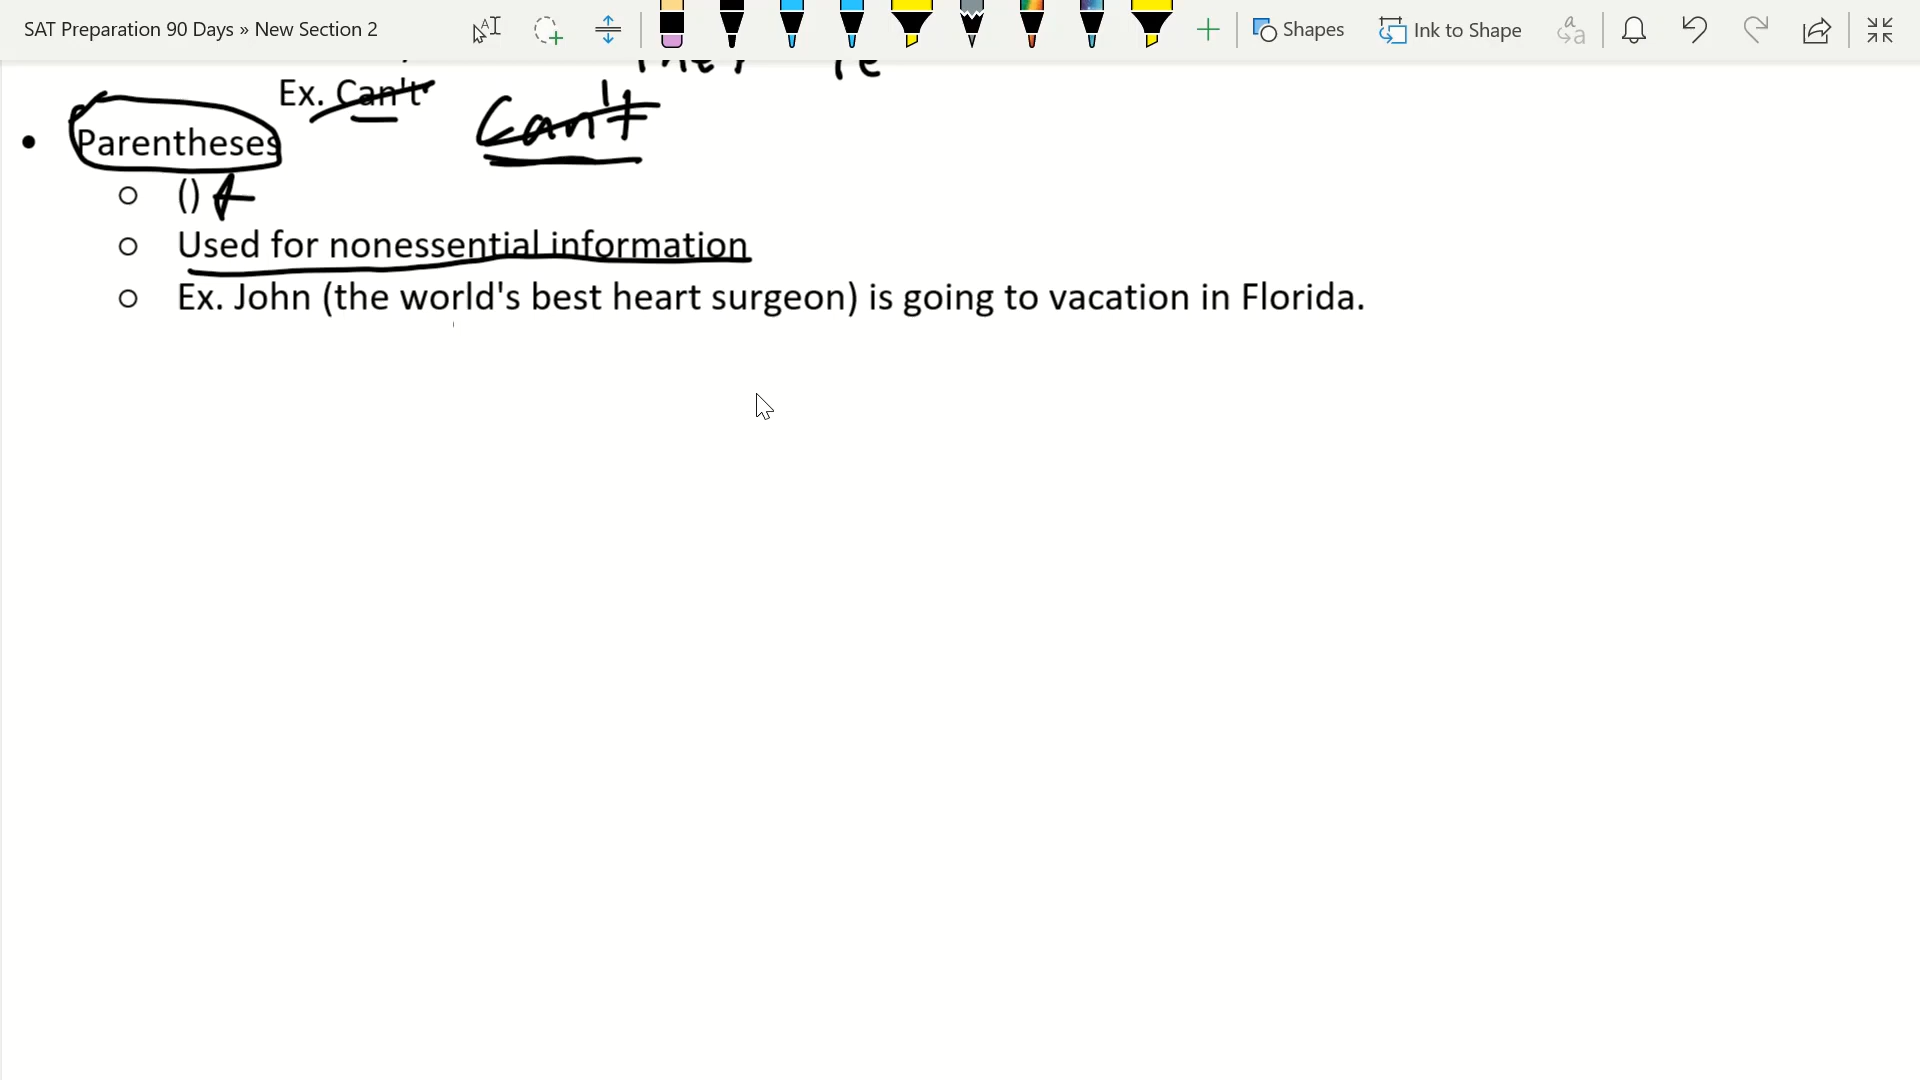 SAT Preparation 90 Days » New Section 2 Shapes Ink to Shape
Ex. Can't Can't
• Parentheses
○ ()
○ Used for nonessential information
○ Ex. John (the world's best heart surgeon) is going to vacation in Florida.